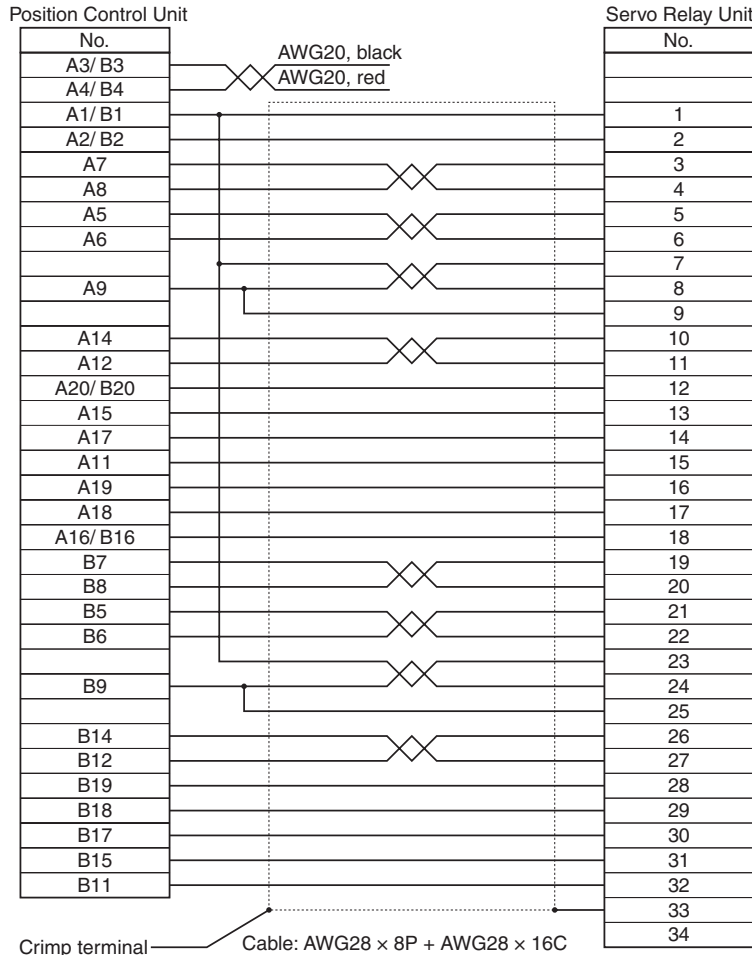 Position Control Unit Servo Relay Unit
No. No.
A3/ B3 AWG20, black
A4/ B4 AWG20, red
A1/ B1 1
A2/ B2 2
A7 3
A8 4
A5 5
A6 6
7
A9 8
9
A14 10
A12 11
A20/ B20 12
A15 13
A17 14
A11 15
A19 16
A18 17
A16/ B16 18
B7 19
B8 20
B5 21
B6 22
23
B9 24
25
B14 26
B12 27
B19 28
B18 29
B17 30
B15 31
B11 32
33
34
Crimp terminal Cable: AWG28 × 8P + AWG28 × 16C